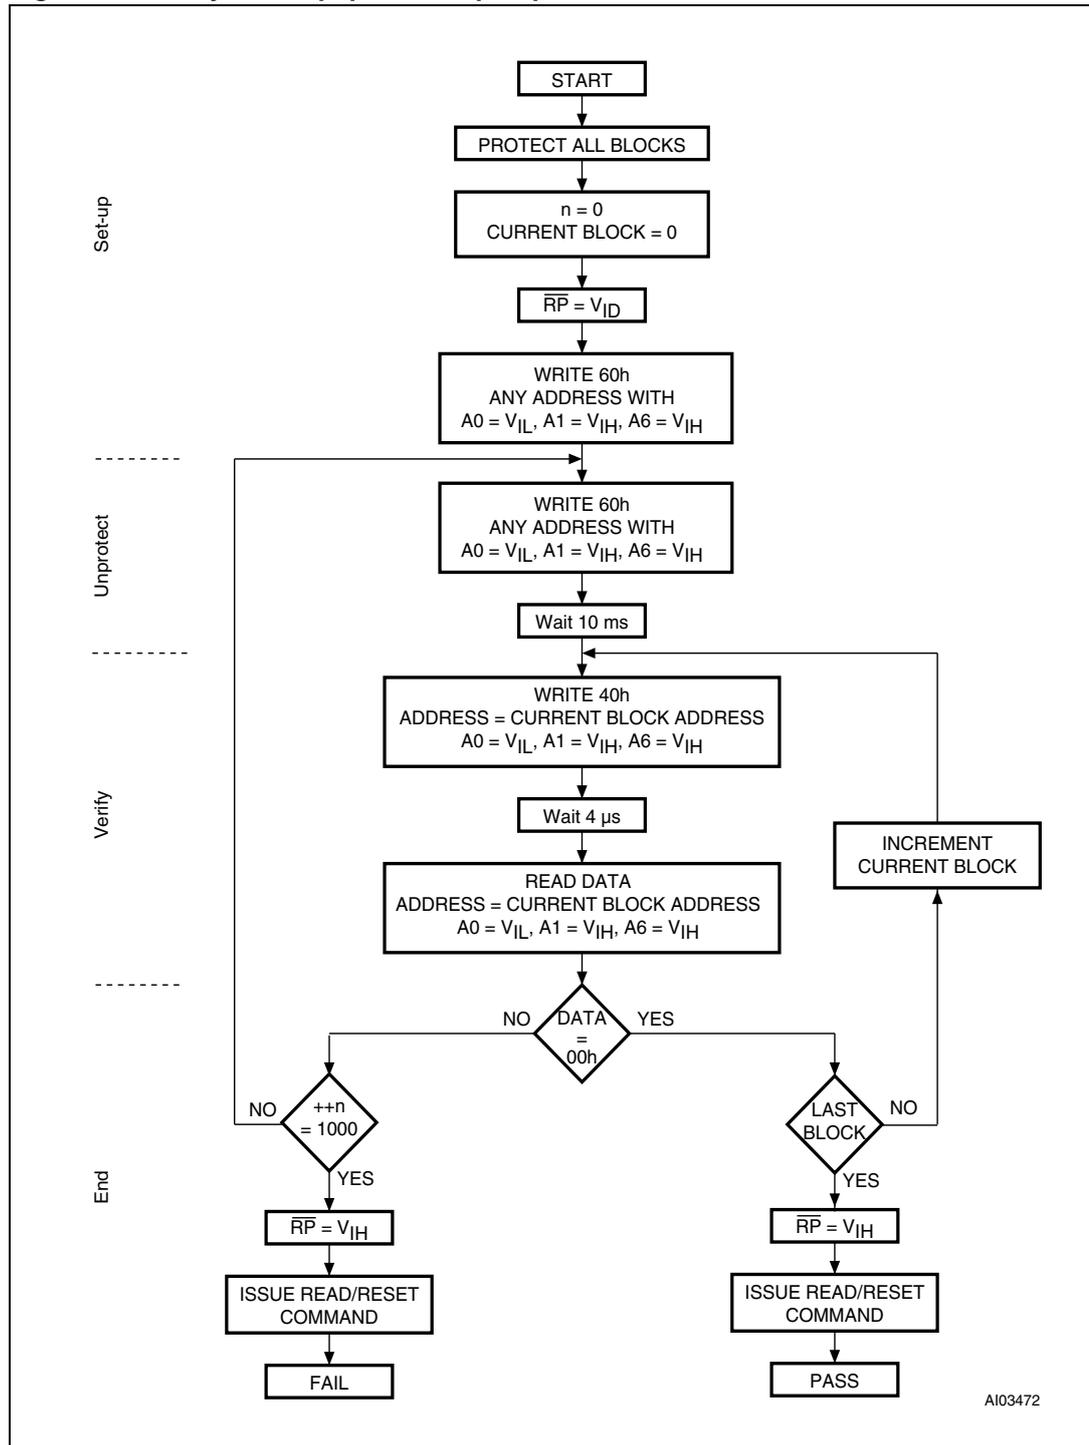 START
PROTECT ALL BLOCKS
n = 0
CURRENT BLOCK = 0
Set-up
RP = VID
WRITE 60h
ANY ADDRESS WITH
A0 = VIL, A1 = VIH, A6 = VIH
Unprotect
WRITE 60h
ANY ADDRESS WITH
A0 = VIL, A1 = VIH, A6 = VIH
Wait 10 ms
WRITE 40h
ADDRESS = CURRENT BLOCK ADDRESS
A0 = VIL, A1 = VIH, A6 = VIH
Verify
Wait 4 µs
INCREMENT
CURRENT BLOCK
READ DATA
ADDRESS = CURRENT BLOCK ADDRESS
A0 = VIL, A1 = VIH, A6 = VIH
NO
DATA
=
00h
YES
NO
++n
= 1000
LAST
BLOCK
NO
End
YES
YES
RP = VIH
RP = VIH
ISSUE READ/RESET
COMMAND
ISSUE READ/RESET
COMMAND
FAIL
PASS
AI03472